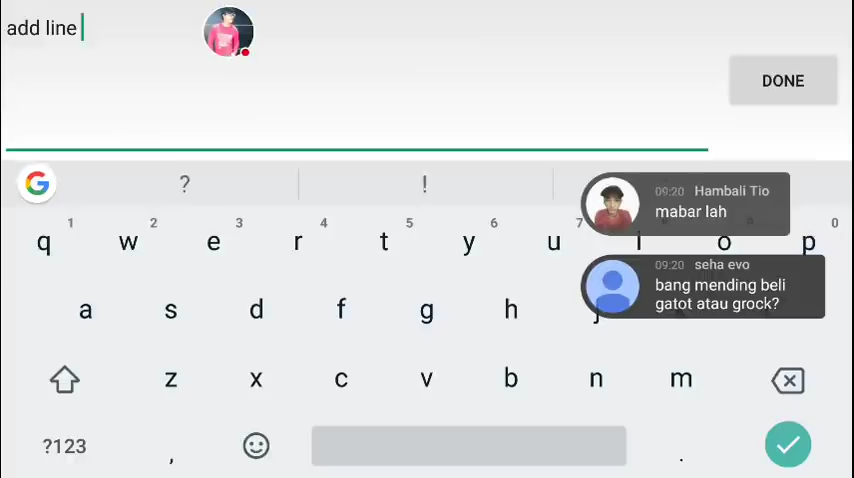 add line
DONE
? !
09:20 Hambali Tio
mabar lah
1 2 3 4 5 6 7 0
q w e r t y u i o p
09:20 seha evo
bang mending beli
gatot atau grock?
a s d f g h j
z x c v b n m
?123 , .